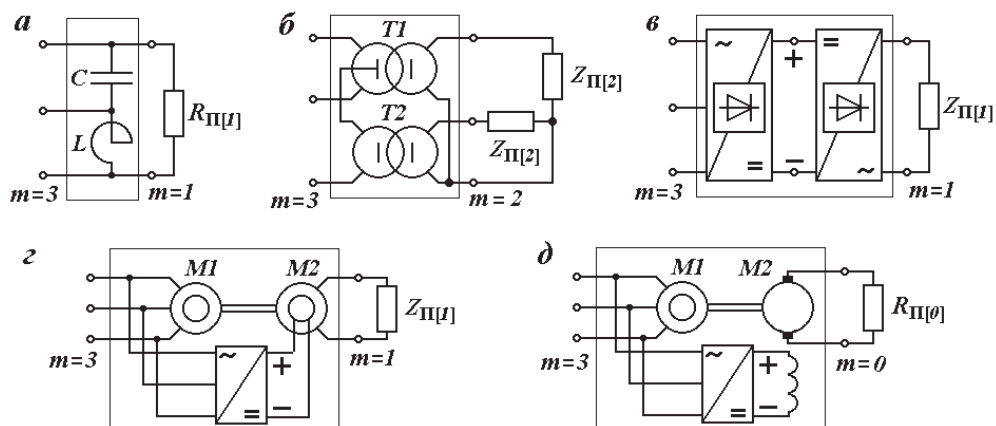 а
C
L
R П[1]
m=3
m=1
б
T1
T2
Z П[2]
Z П[2]
m=3
m=2
в
~
=
+
−
=
~
Z П[1]
m=3
m=1
г
M1
M2
Z П[1]
~
+
=
−
m=3
m=1
д
M1
M2
R П[0]
~
+
=
−
m=3
m=0